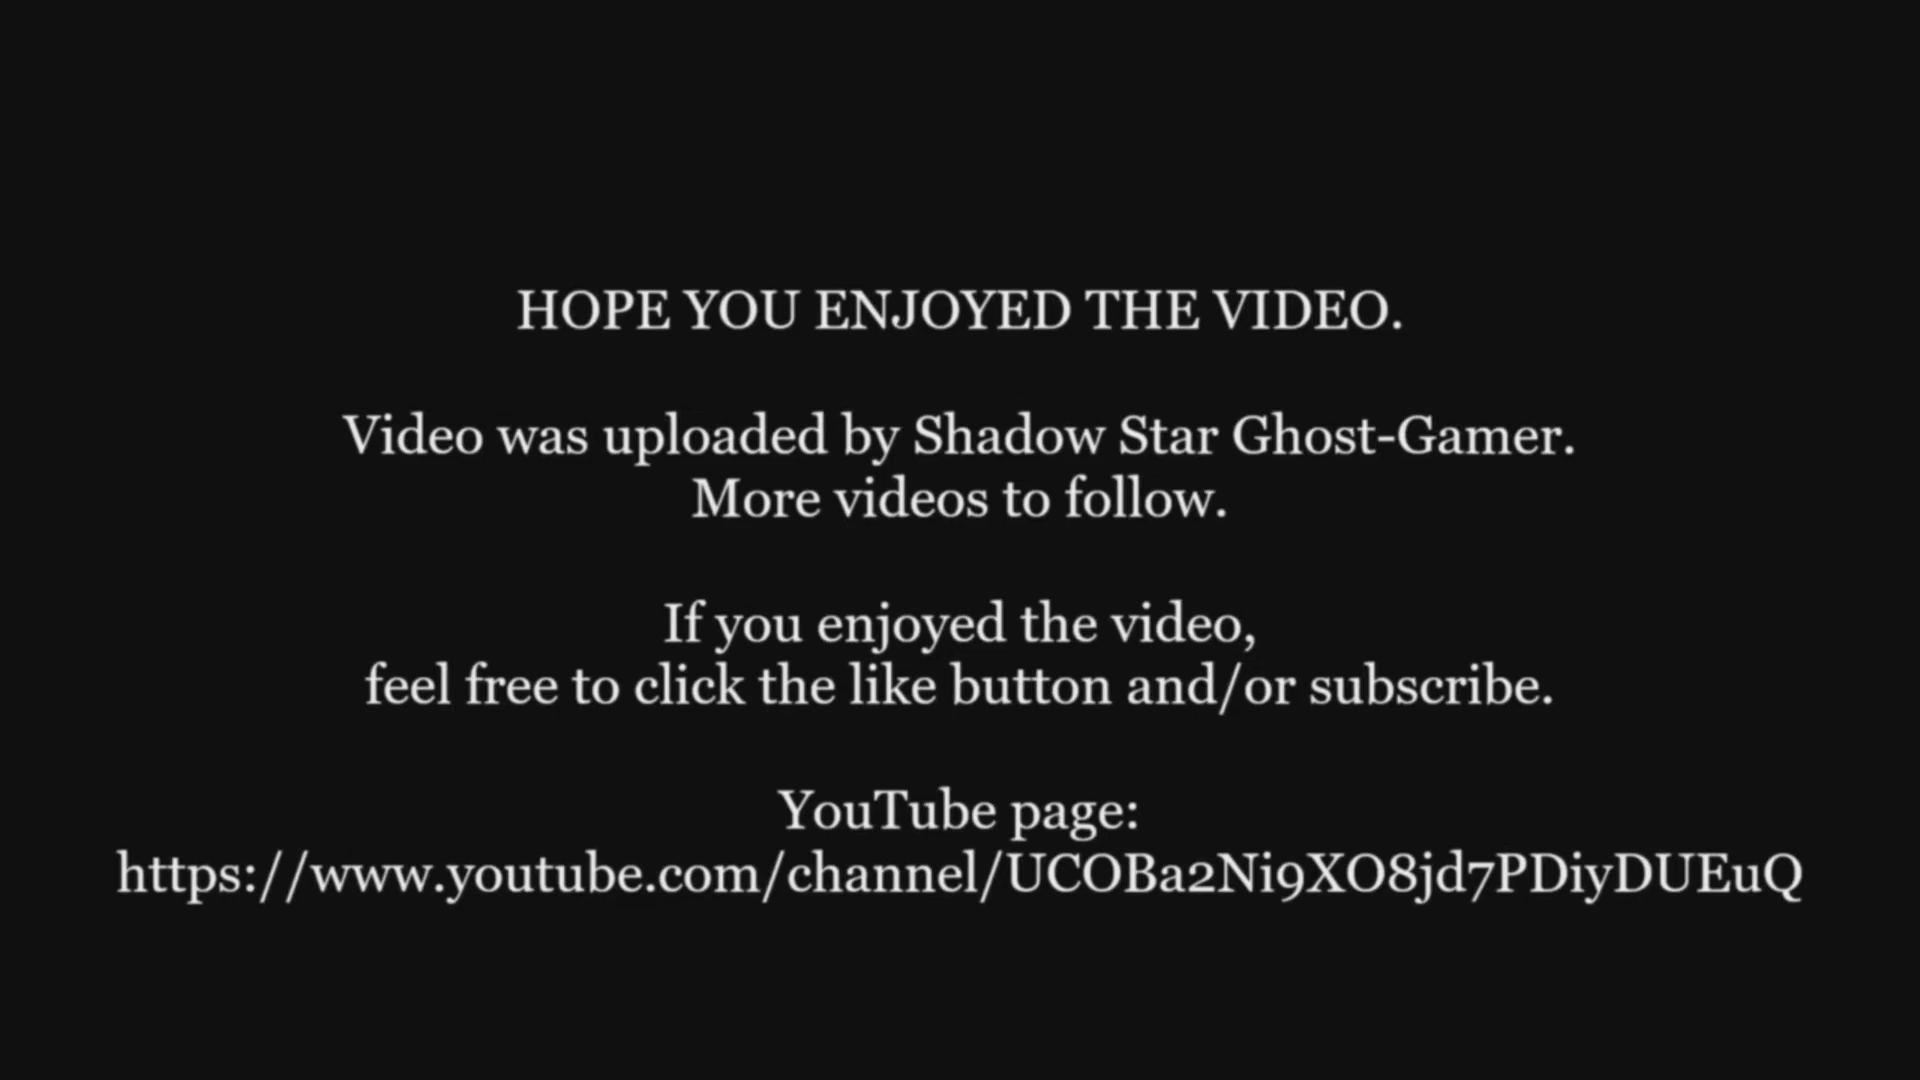 HOPE YOU ENJOYED THE VIDEO.
Video was uploaded by Shadow Star Ghost-Gamer.
More videos to follow.
If you enjoyed the video,
feel free to click the like button and/or subscribe.
YouTube page:
https://www.youtube.com/channel/UCOBa2Ni9XO8jd7PDiyDUEuQ